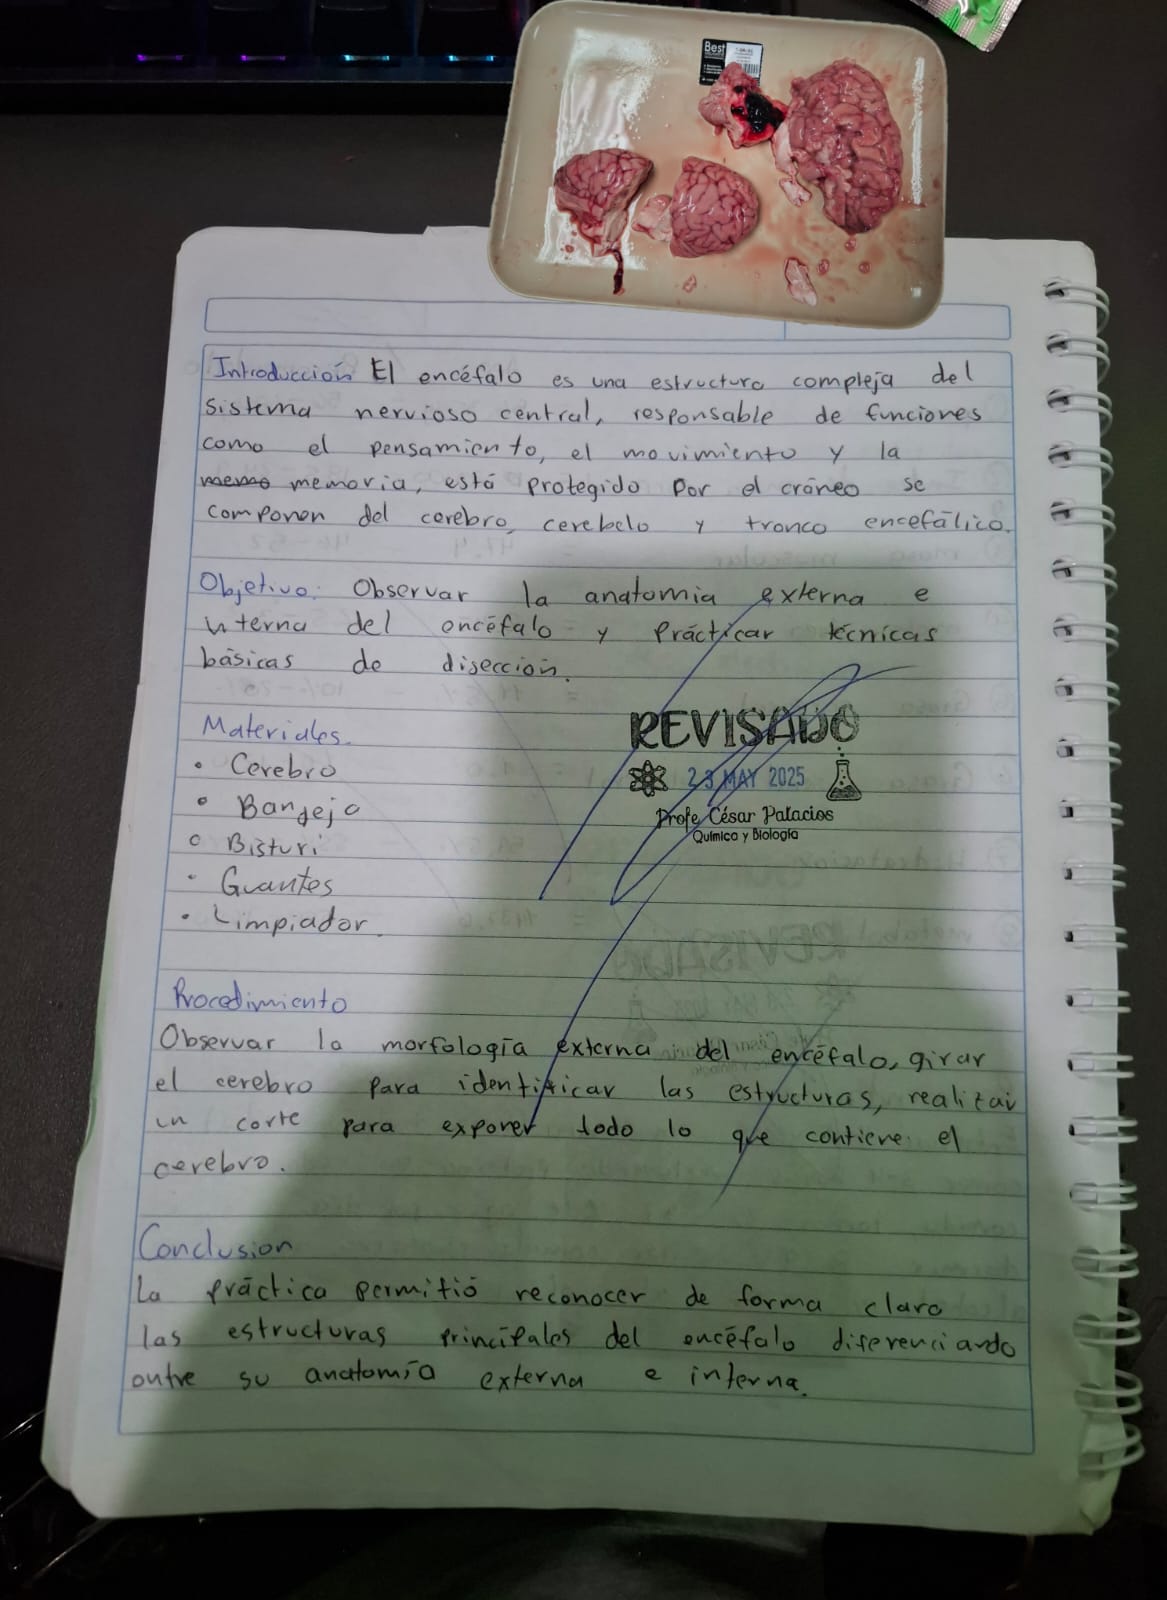 Best
Introducción El encéfalo es una estructura compleja del
sistema nervioso central, responsable de funciones
como el pensamiento, el movimiento y la
memo memoria, está protegido por el cráneo se
componen del cerebro, cerebelo y tronco encefálico.
Objetivo: Observar la anatomia externa e
interna del encéfalo y prácticar técnicas
básicas de disección.
Materiales.
• Cerebro
• Bandeja
• Bisturi
• Guantes
• Limpiador.
REVISADO
23 MAY 2025
Profe César Palacios
Química y Biología
Procedimiento
Observar la morfología externa del encéfalo, girar
el cerebro para identificar las estructuras, realizar
un corte para exponer todo lo que contiene el
cerebro.
Conclusion
La práctica permitió reconocer de forma clara
las estructuras principales del encéfalo diferenciando
entre su anatomía externa e interna.